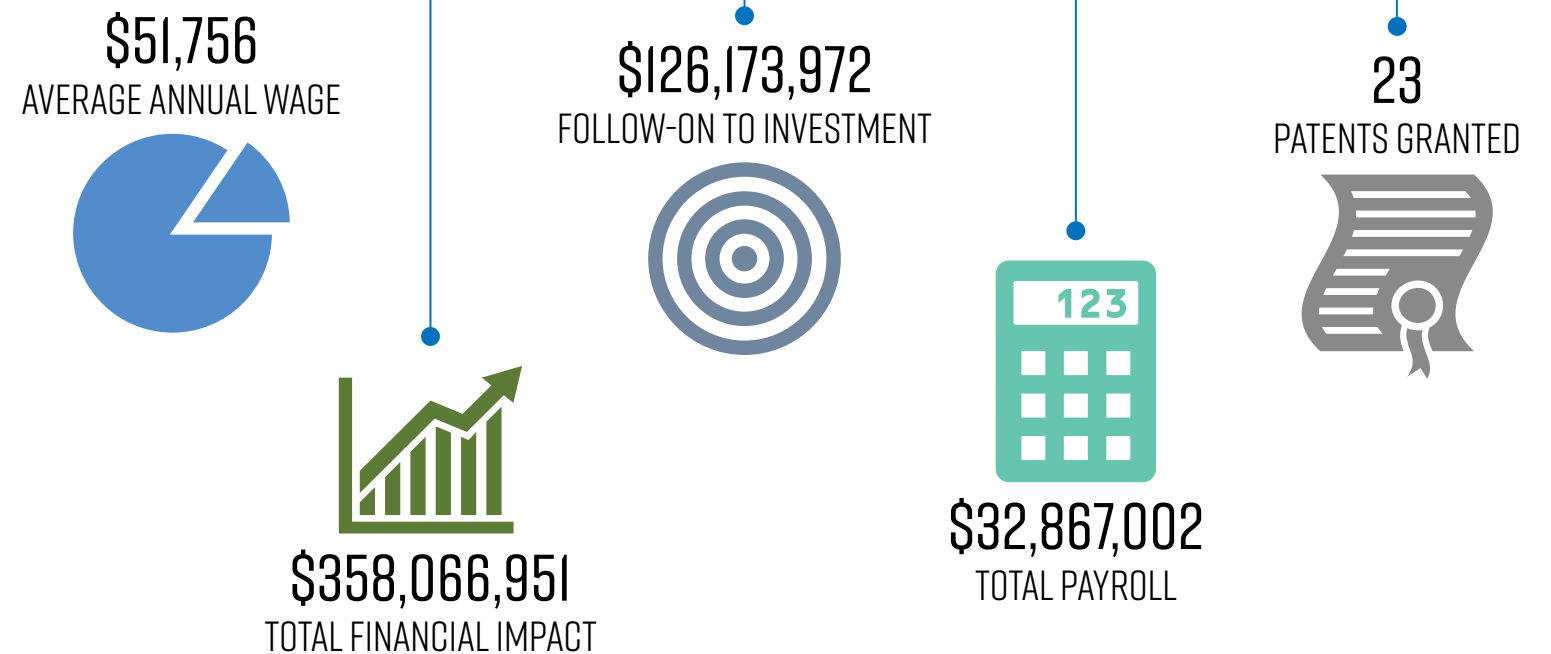 $51,756
AVERAGE ANNUAL WAGE
$358,066,951
TOTAL FINANCIAL IMPACT
$126,173,972
FOLLOW-ON TO INVESTMENT
123
$32,867,002
TOTAL PAYROLL
23
PATENTS GRANTED